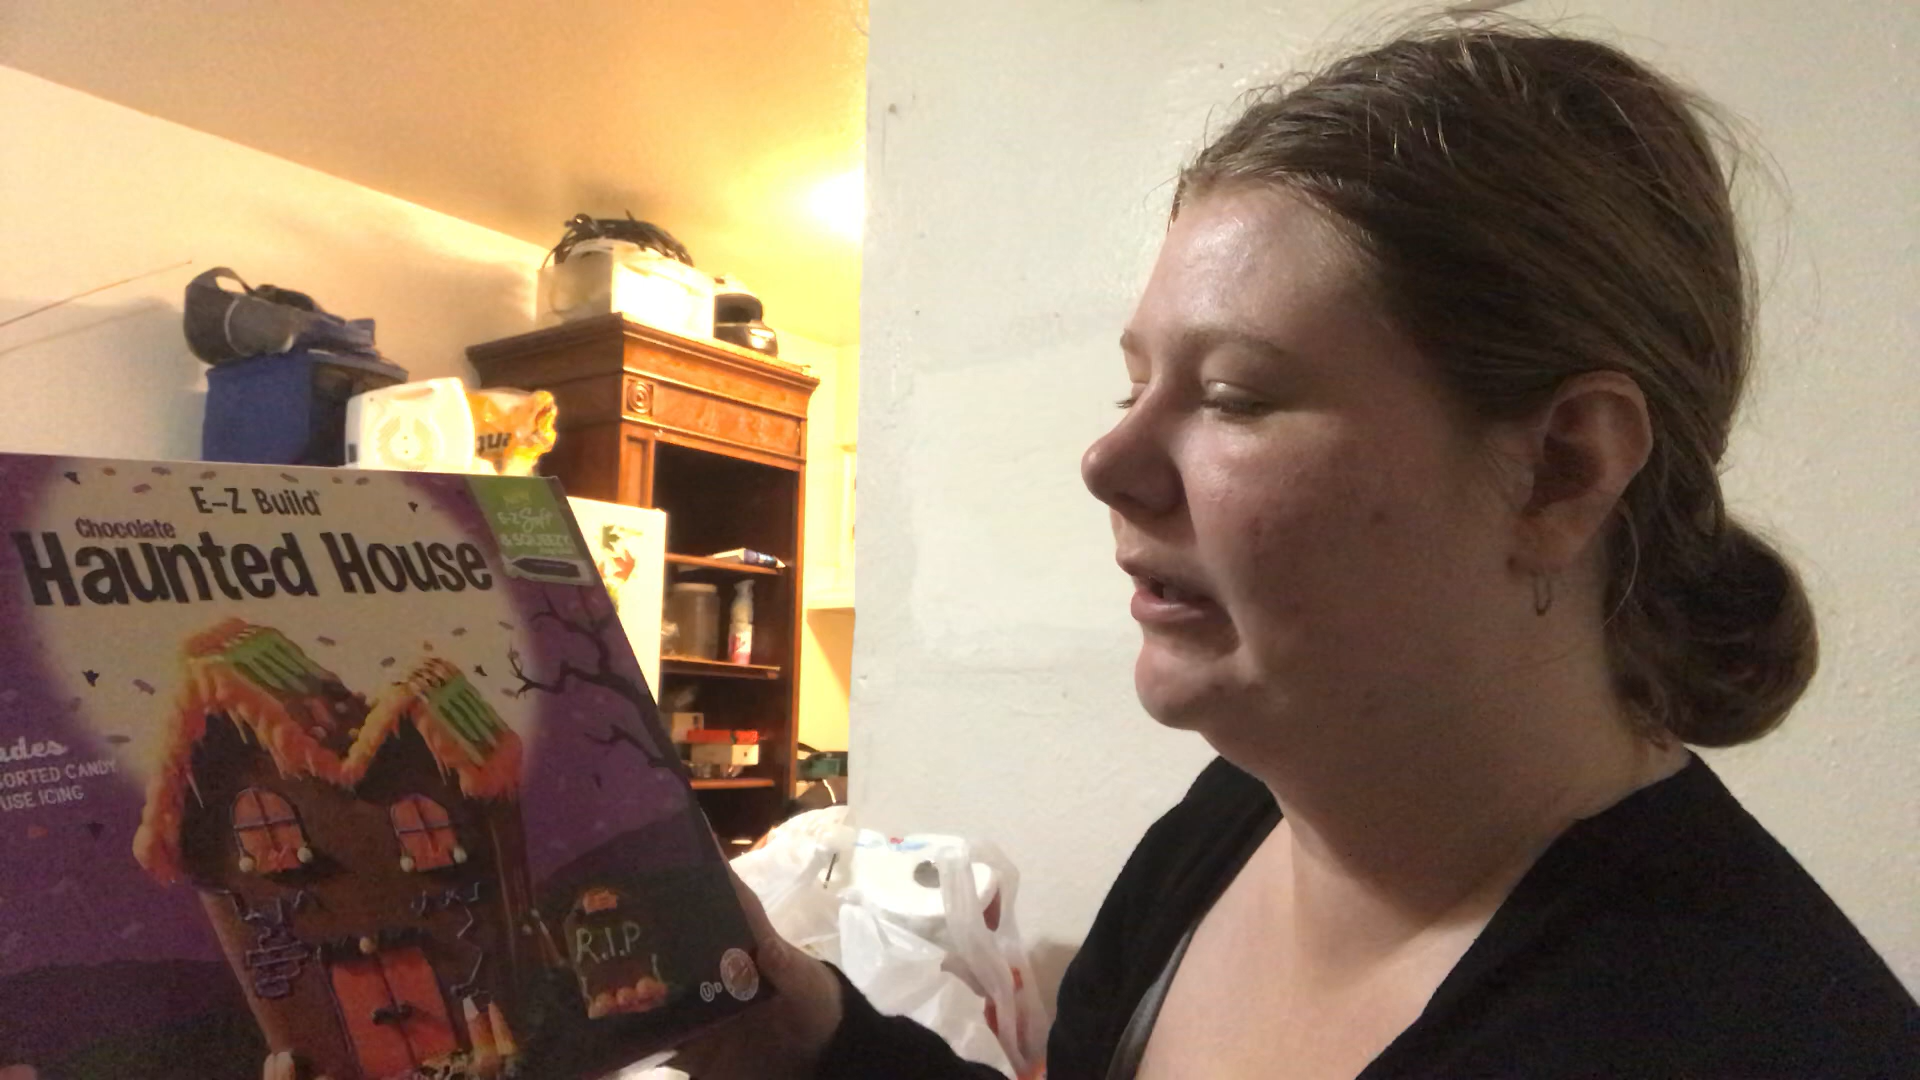 E-Z Build
Chocolate
Haunted House
NEW
E-Z Soft
& SQUEEZY
ORTED CANDY
USE ICING
R.I.P